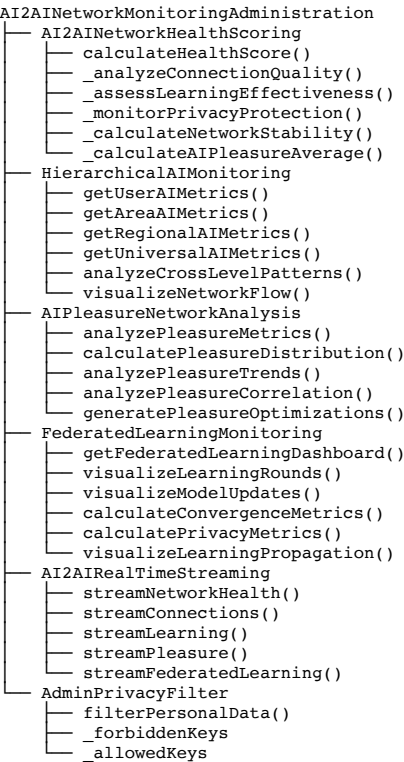 AI2AINetworkMonitoringAdministration
├── AI2AINetworkHealthScoring
│   ├── calculateHealthScore()
│   ├── _analyzeConnectionQuality()
│   ├── _assessLearningEffectiveness()
│   ├── _monitorPrivacyProtection()
│   ├── _calculateNetworkStability()
│   └── _calculateAIPleasureAverage()
├── HierarchicalAIMonitoring
│   ├── getUserAIMetrics()
│   ├── getAreaAIMetrics()
│   ├── getRegionalAIMetrics()
│   ├── getUniversalAIMetrics()
│   ├── analyzeCrossLevelPatterns()
│   └── visualizeNetworkFlow()
├── AIPleasureNetworkAnalysis
│   ├── analyzePleasureMetrics()
│   ├── calculatePleasureDistribution()
│   ├── analyzePleasureTrends()
│   ├── analyzePleasureCorrelation()
│   └── generatePleasureOptimizations()
├── FederatedLearningMonitoring
│   ├── getFederatedLearningDashboard()
│   ├── visualizeLearningRounds()
│   ├── visualizeModelUpdates()
│   ├── calculateConvergenceMetrics()
│   ├── calculatePrivacyMetrics()
│   └── visualizeLearningPropagation()
├── AI2AIRealTimeStreaming
│   ├── streamNetworkHealth()
│   ├── streamConnections()
│   ├── streamLearning()
│   ├── streamPleasure()
│   └── streamFederatedLearning()
└── AdminPrivacyFilter
    ├── filterPersonalData()
    ├── _forbiddenKeys
    └── _allowedKeys